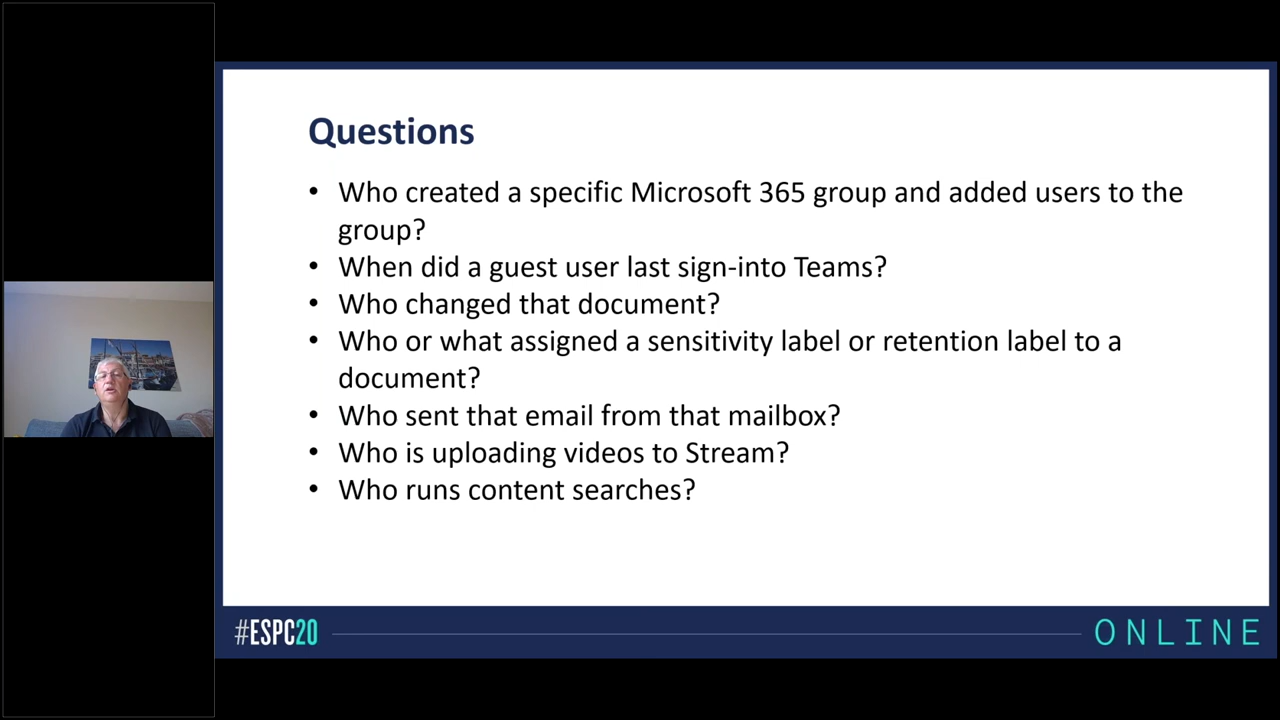 Questions
• Who created a specific Microsoft 365 group and added users to the
group?
• When did a guest user last sign-into Teams?
• Who changed that document?
• Who or what assigned a sensitivity label or retention label to a
document?
• Who sent that email from that mailbox?
• Who is uploading videos to Stream?
• Who runs content searches?
#ESPC20
ONLINE